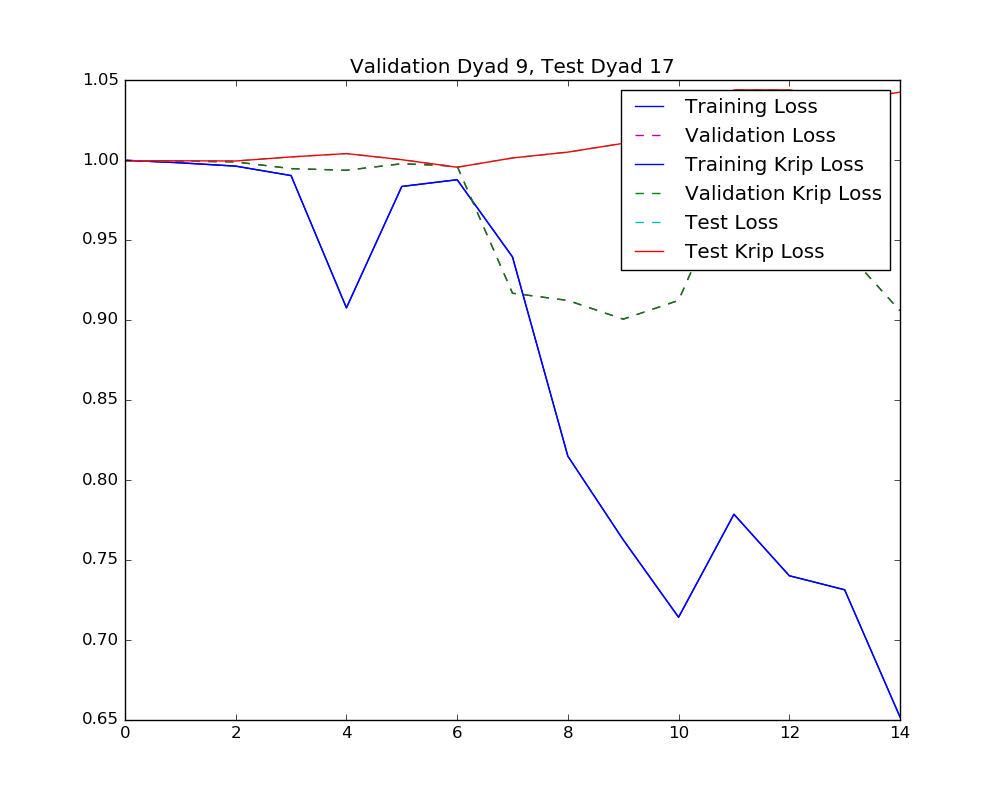 Validation Dyad 9, Test Dyad 17
1.05
1.00
0.95
0.90
0.85
0.80
0.75
0.70
0.65
0 2 4 6 8 10 12 14
Training Loss
Validation Loss
Training Krip Loss
Validation Krip Loss
Test Loss
Test Krip Loss